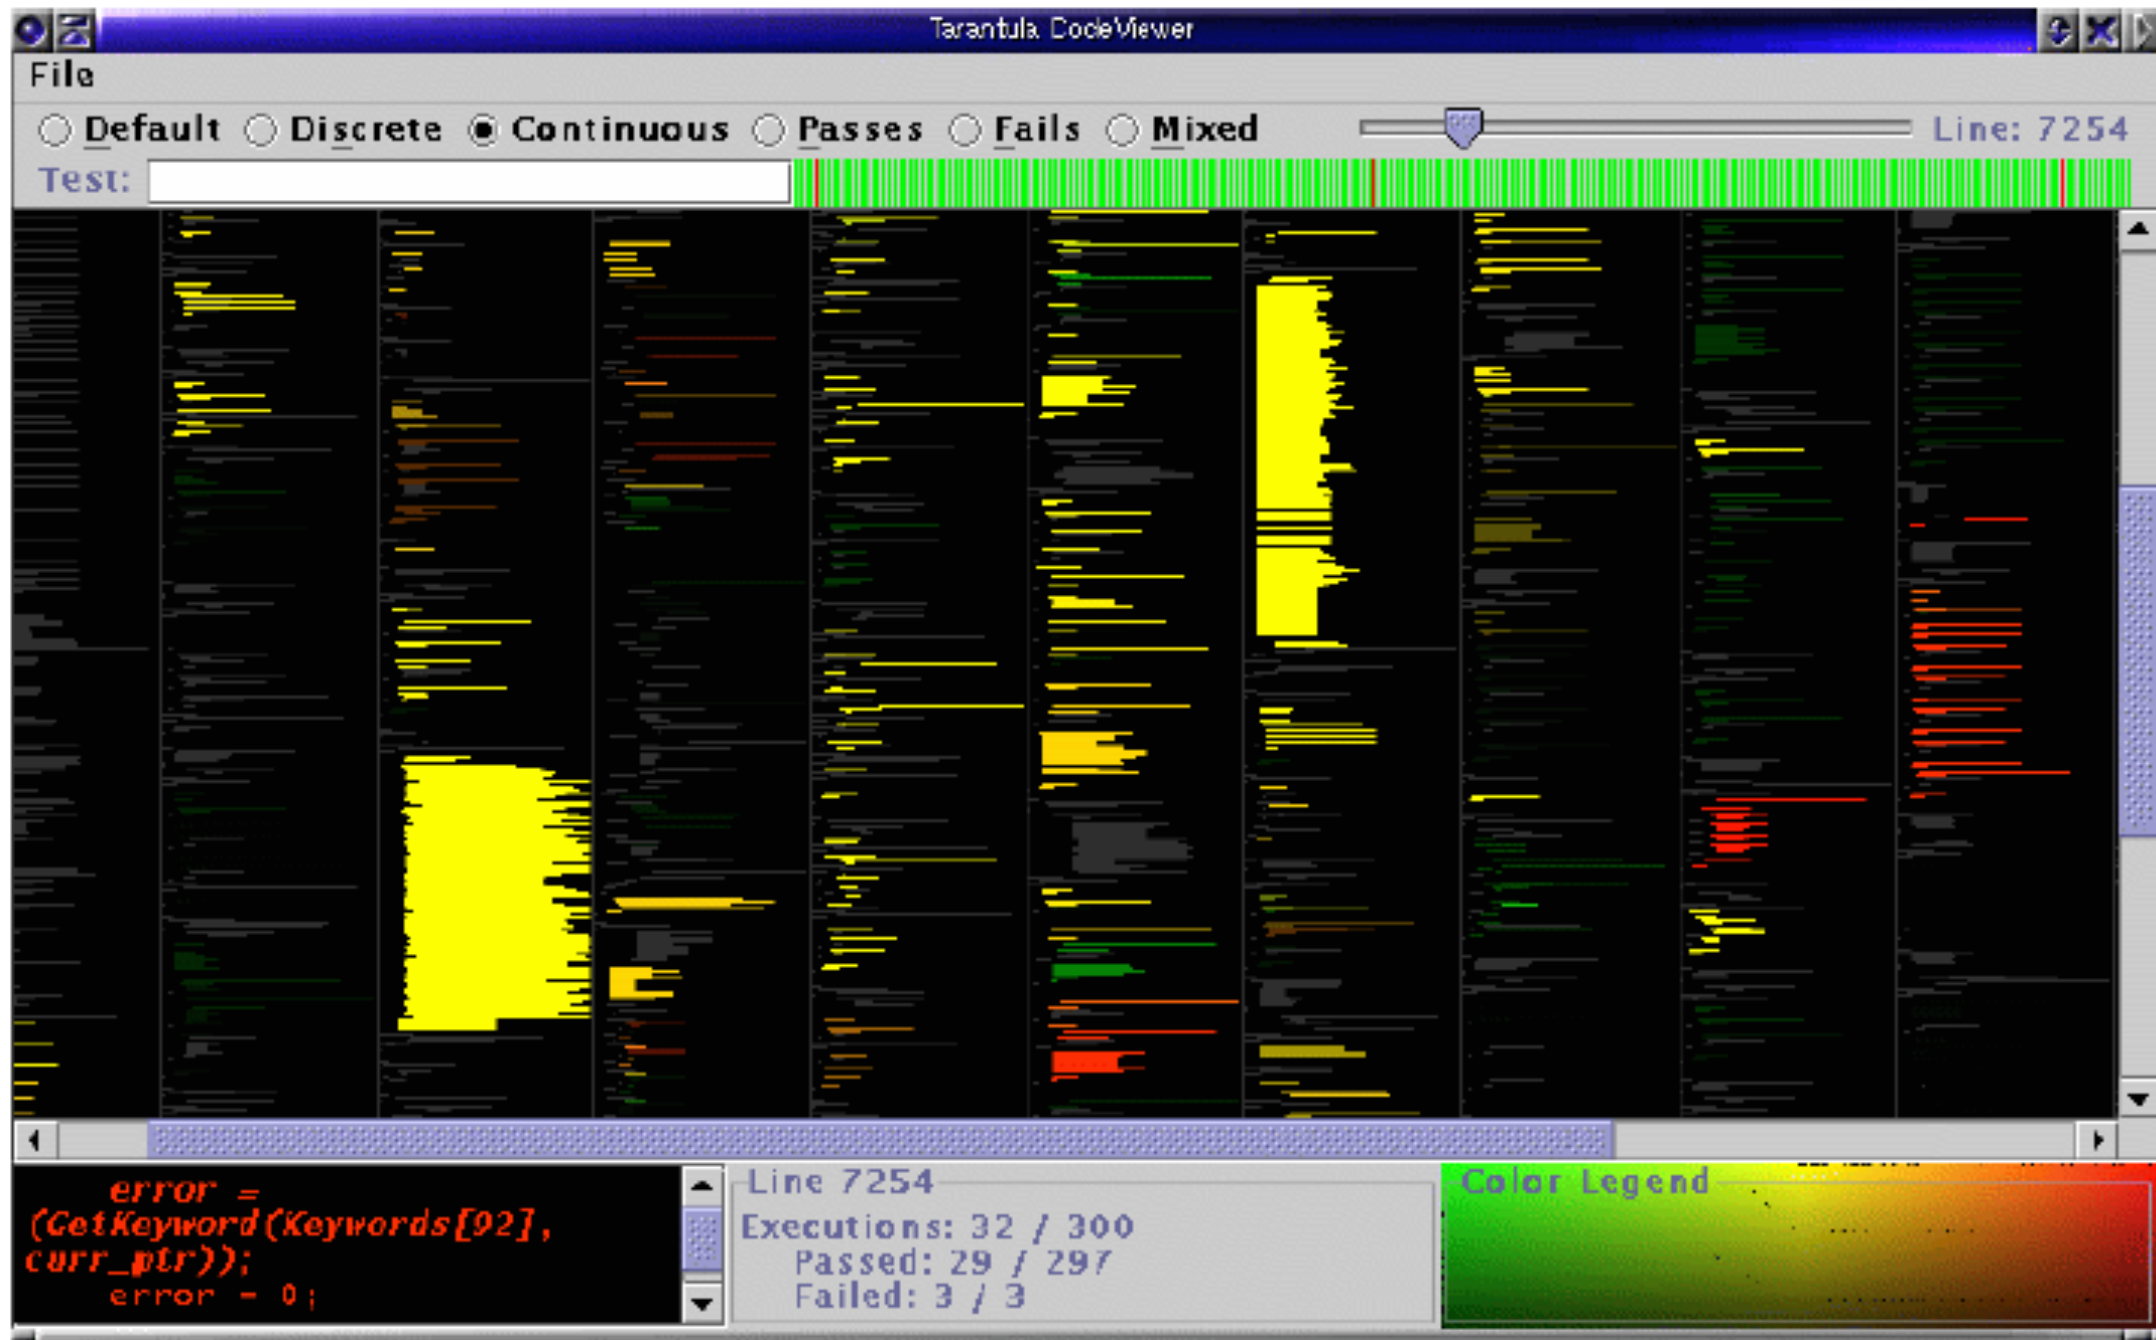 Tarantula CodeViewer
File
Default Discrete Continuous Passes Fails Mixed Line: 7254
Test:
error =
(GetKeyword(Keywords[92],
curr_ptr));
error = 0;
Line 7254
Executions: 32 / 300
Passed: 29 / 297
Failed: 3 / 3
Color Legend